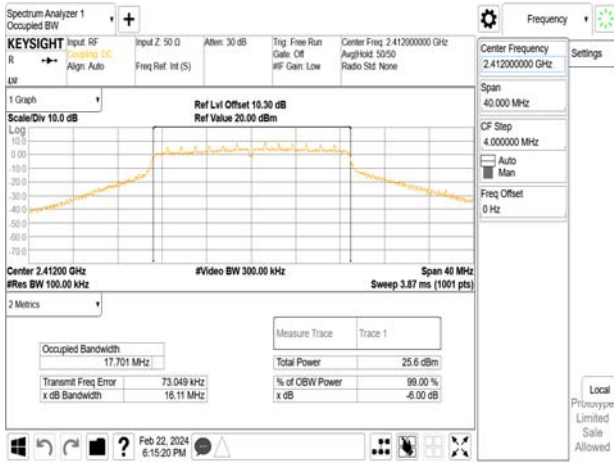 Spectrum Analyzer 1
Occupied BW
Frequency
KEYSIGHT
R
Input: RF
Coupling: DC
Align: Auto
Input Z: 50 Ω
Freq Ref: Int (S)
Atten: 30 dB
Trig: Free Run
Gate: Off
#IF Gain: Low
Center Freq: 2.412000000 GHz
Avg|Hold: 50/50
Radio Std: None
Center Frequency
2.412000000 GHz
Settings
Span
40.000 MHz
CF Step
4.000000 MHz
Auto
Man
Freq Offset
0 Hz
1 Graph
Scale/Div 10.0 dB
Ref Lvl Offset 10.30 dB
Ref Value 20.00 dBm
Log
10.0
0.00
-10.0
-20.0
-30.0
-40.0
-50.0
-60.0
-70.0
Center 2.41200 GHz
#Res BW 100.00 kHz
#Video BW 300.00 kHz
Span 40 MHz
Sweep 3.87 ms (1001 pts)
2 Metrics
Measure Trace
Trace 1
Occupied Bandwidth
17.701 MHz
Total Power
25.6 dBm
Transmit Freq Error
73.049 kHz
% of OBW Power
99.00 %
x dB Bandwidth
16.11 MHz
x dB
-6.00 dB
Local
Prototype
Limited
Sale
Allowed
?
Feb 22, 2024
6:15:20 PM